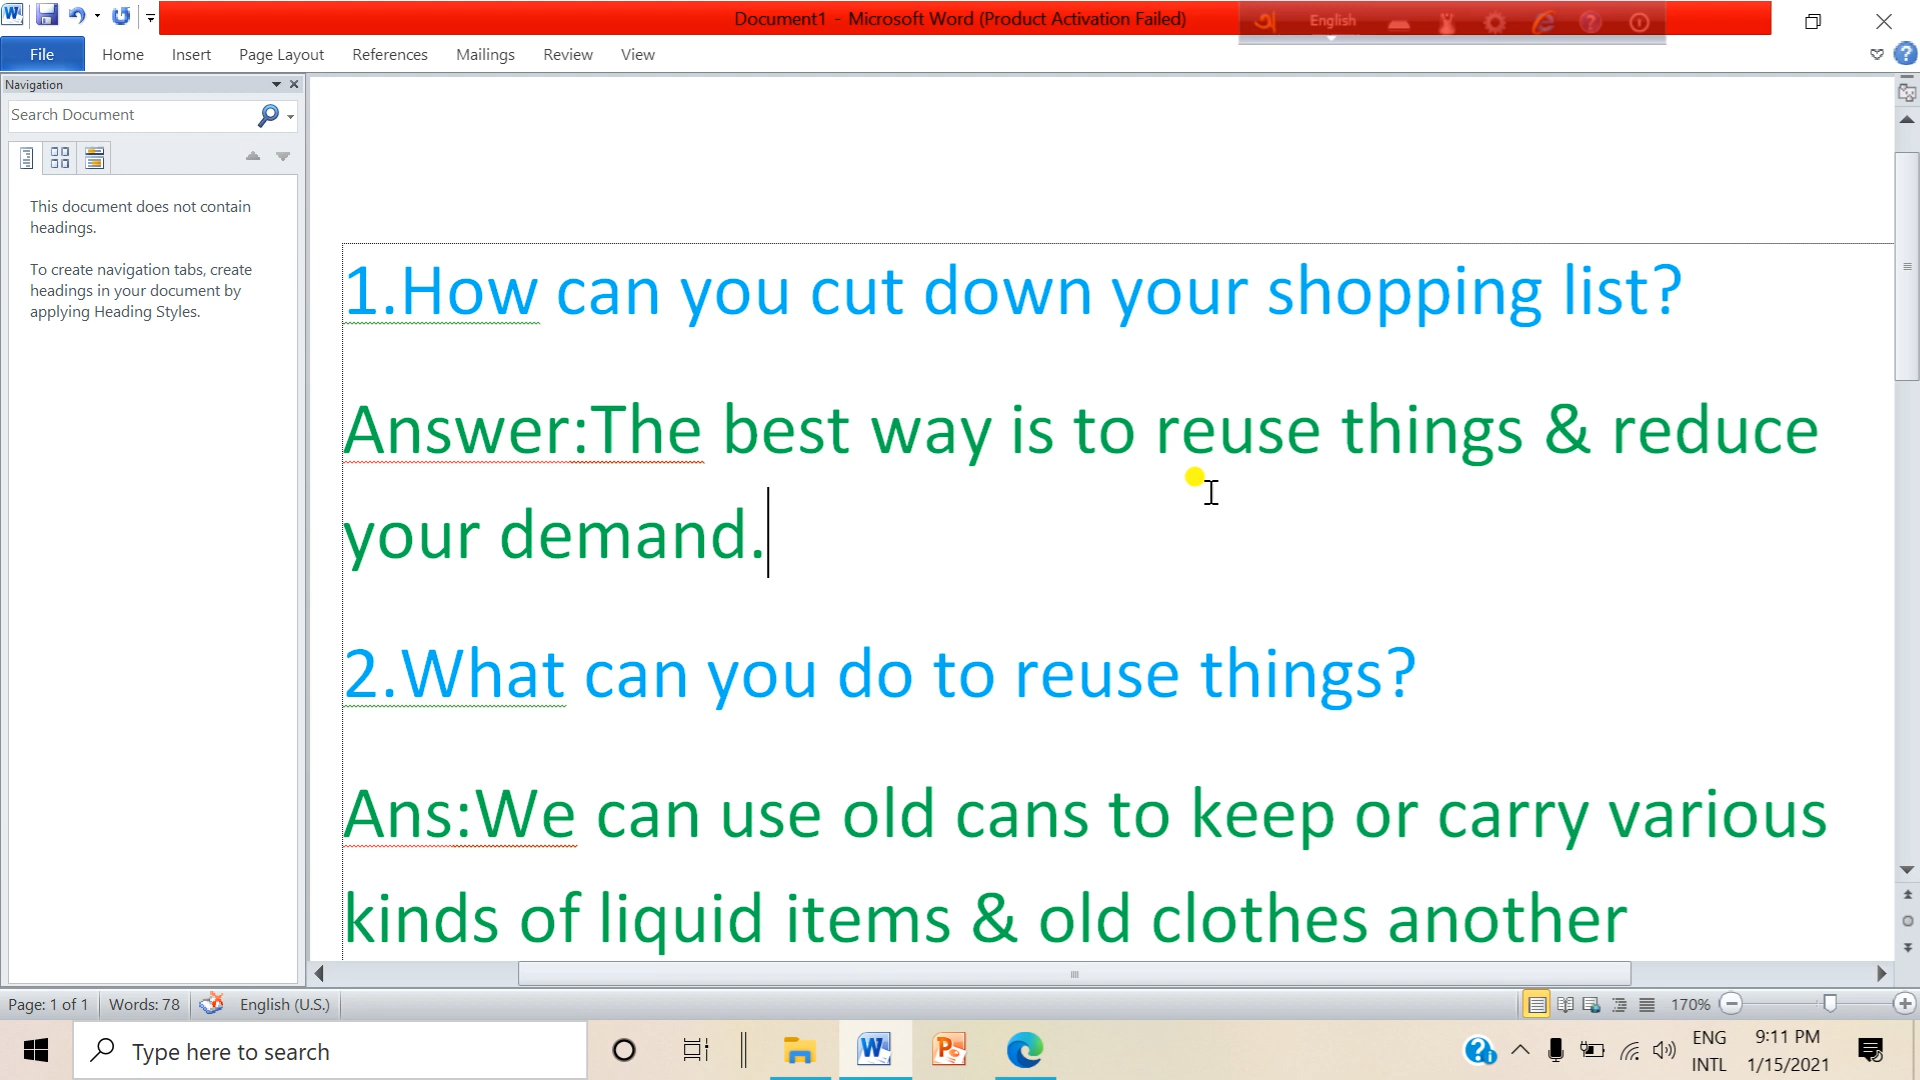 Document1 - Microsoft Word (Product Activation Failed)
English
File Home Insert Page Layout References Mailings Review View
Navigation
Search Document
This document does not contain
headings.
To create navigation tabs, create
headings in your document by
applying Heading Styles.
1.How can you cut down your shopping list?
Answer:The best way is to reuse things & reduce
your demand.
2.What can you do to reuse things?
Ans:We can use old cans to keep or carry various
kinds of liquid items & old clothes another
Page: 1 of 1 Words: 78 English (U.S.) 170%
Type here to search
ENG 9:11 PM
INTL 1/15/2021